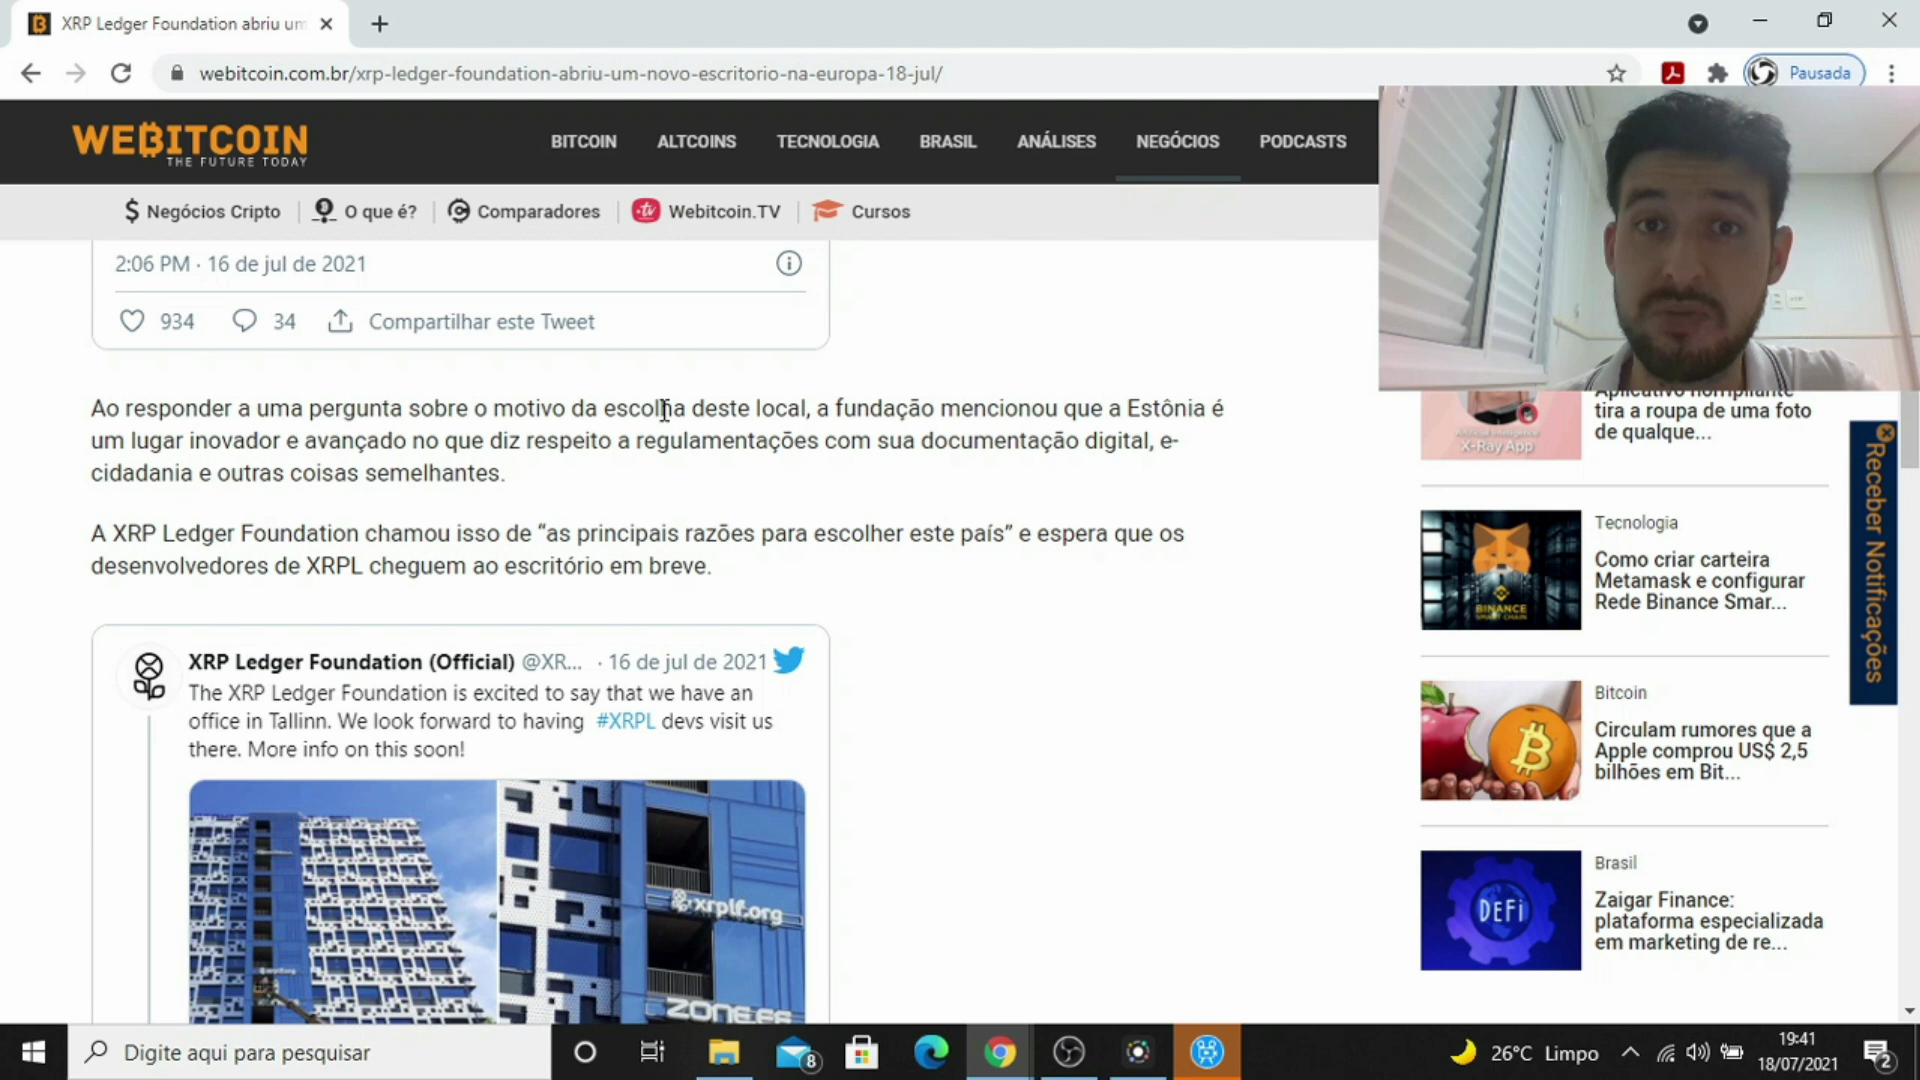 XRP Ledger Foundation abriu um
webitcoin.com.br/xrp-ledger-foundation-abriu-um-novo-escritorio-na-europa-18-jul/
Pausada
WEBITCOIN
THE FUTURE TODAY
BITCOIN
ALTCOINS
TECNOLOGIA
BRASIL
ANÁLISES
NEGÓCIOS
PODCASTS
Negócios Cripto
O que é?
Comparadores
tv
Webitcoin.TV
Cursos
2:06 PM · 16 de jul de 2021
934
34
Compartilhar este Tweet
Ao responder a uma pergunta sobre o motivo da escolha deste local, a fundação mencionou que a Estônia é
um lugar inovador e avançado no que diz respeito a regulamentações com sua documentação digital, e-
cidadania e outras coisas semelhantes.
A XRP Ledger Foundation chamou isso de “as principais razões para escolher este país” e espera que os
desenvolvedores de XRPL cheguem ao escritório em breve.
XRP Ledger Foundation (Official) @XR... · 16 de jul de 2021
The XRP Ledger Foundation is excited to say that we have an
office in Tallinn. We look forward to having #XRPL devs visit us
there. More info on this soon!
xrplf.org
ZONE.EE
Aplicativo horripilante
tira a roupa de uma foto
de qualque...
X-Ray App
Tecnologia
Como criar carteira
Metamask e configurar
Rede Binance Smar...
BINANCE
SMART CHAIN
Bitcoin
Circulam rumores que a
Apple comprou US$ 2,5
bilhões em Bit...
Brasil
Zaigar Finance:
plataforma especializada
em marketing de re...
DEFi
Receber Notificações
Digite aqui para pesquisar
8
26°C Limpo
19:41
18/07/2021
2